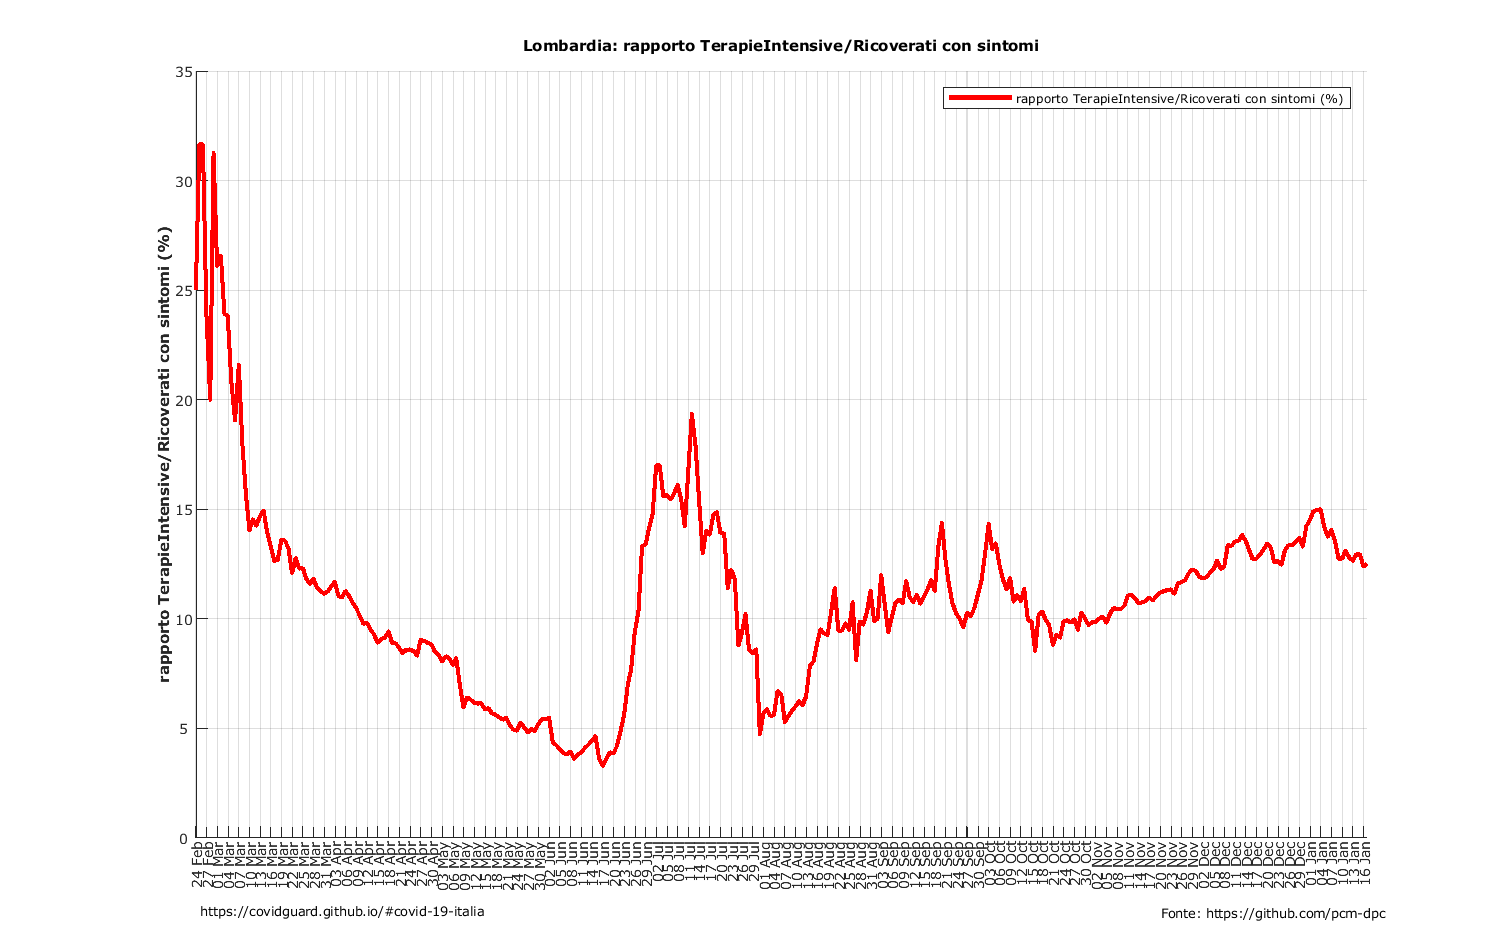 Lombardia: rapporto TerapieIntensive/Ricoverati con sintomi
rapporto TerapieIntensive/Ricoverati con sintomi (%)
rapporto TerapieIntensive/Ricoverati con sintomi (%)
35
30
25
20
15
10
5
0
24 Feb
27 Feb
01 Mar
04 Mar
07 Mar
10 Mar
13 Mar
16 Mar
19 Mar
22 Mar
25 Mar
28 Mar
31 Mar
03 Apr
06 Apr
09 Apr
12 Apr
15 Apr
18 Apr
21 Apr
24 Apr
27 Apr
30 Apr
03 May
06 May
09 May
12 May
15 May
18 May
21 May
24 May
27 May
30 May
02 Jun
05 Jun
08 Jun
11 Jun
14 Jun
17 Jun
20 Jun
23 Jun
26 Jun
29 Jun
02 Jul
05 Jul
08 Jul
11 Jul
14 Jul
17 Jul
20 Jul
23 Jul
26 Jul
29 Jul
01 Aug
04 Aug
07 Aug
10 Aug
13 Aug
16 Aug
19 Aug
22 Aug
25 Aug
28 Aug
31 Aug
03 Sep
06 Sep
09 Sep
12 Sep
15 Sep
18 Sep
21 Sep
24 Sep
27 Sep
30 Sep
03 Oct
06 Oct
09 Oct
12 Oct
15 Oct
18 Oct
21 Oct
24 Oct
27 Oct
30 Oct
02 Nov
05 Nov
08 Nov
11 Nov
14 Nov
17 Nov
20 Nov
23 Nov
26 Nov
29 Nov
02 Dec
05 Dec
08 Dec
11 Dec
14 Dec
17 Dec
20 Dec
23 Dec
26 Dec
29 Dec
01 Jan
04 Jan
07 Jan
10 Jan
13 Jan
16 Jan
https://covidguard.github.io/#covid-19-italia
Fonte: https://github.com/pcm-dpc